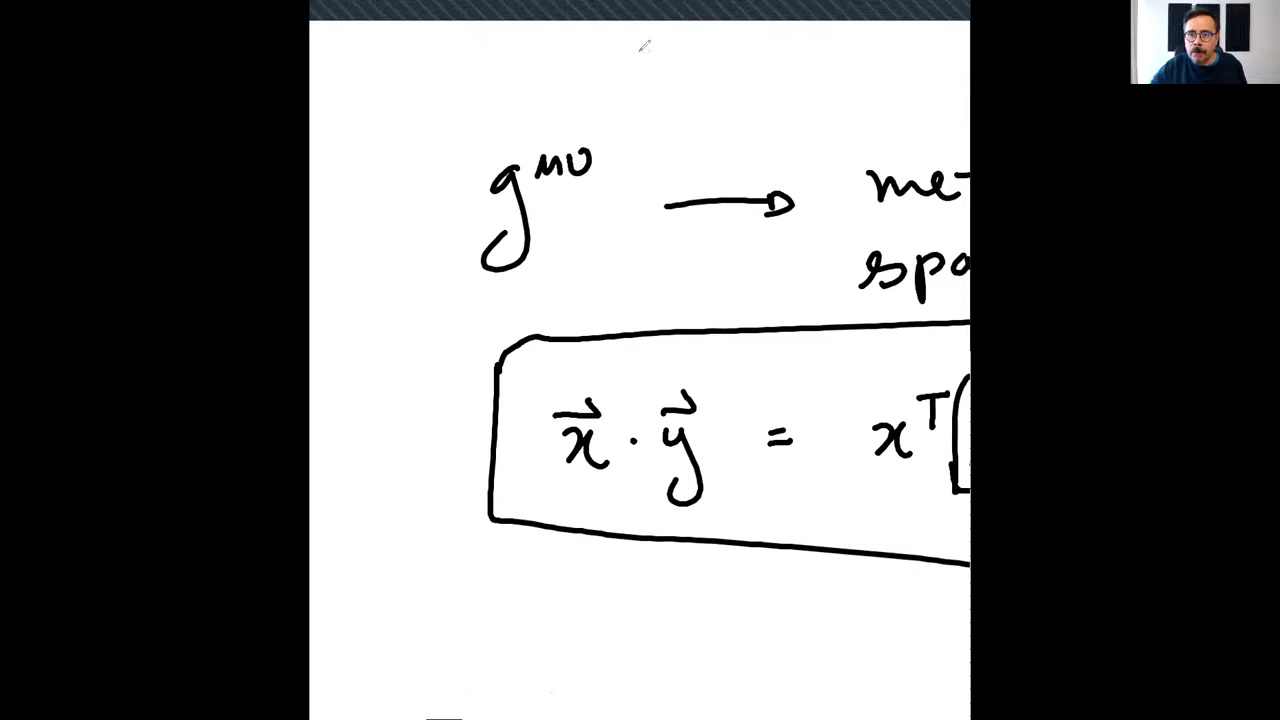 g^μν → me
spa
x⃗ · y⃗ = x^T